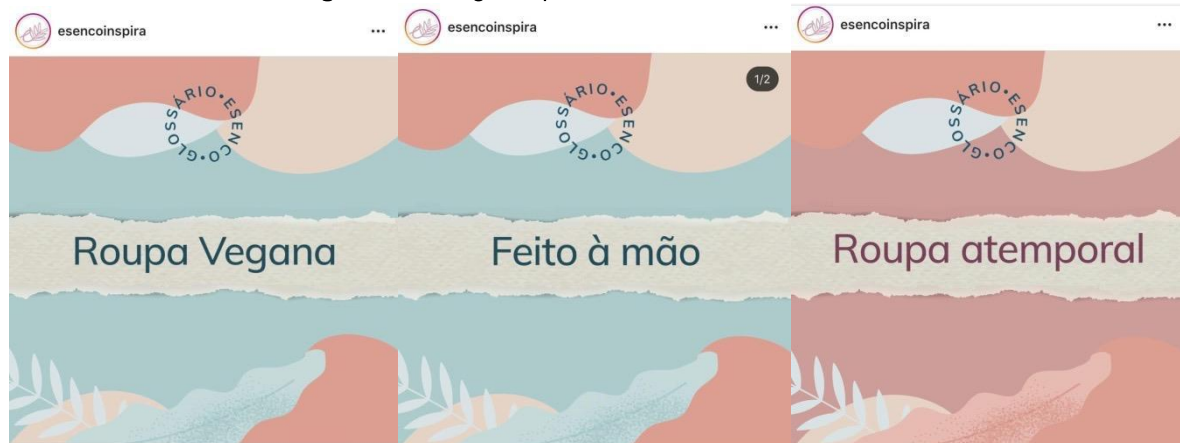 esencoinspira
GLOSSÁRIO • ESENCO •
Roupa Vegana
esencoinspira
1/2
GLOSSÁRIO • ESENCO •
Feito à mão
esencoinspira
GLOSSÁRIO • ESENCO •
Roupa atemporal